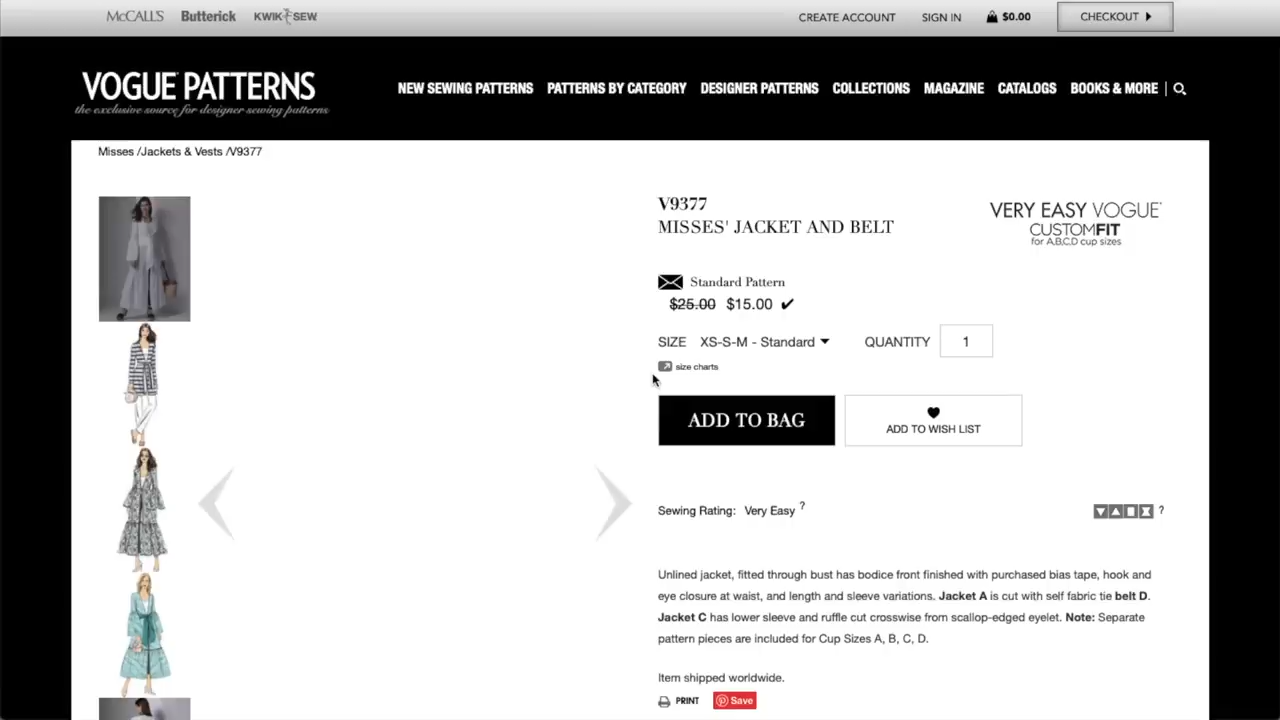 McCALL'S Butterick KWIK SEW CREATE ACCOUNT SIGN IN $0.00 CHECKOUT
VOGUE PATTERNS
the exclusive source for designer sewing patterns
NEW SEWING PATTERNS PATTERNS BY CATEGORY DESIGNER PATTERNS COLLECTIONS MAGAZINE CATALOGS BOOKS & MORE
Misses /Jackets & Vests /V9377
V9377
MISSES' JACKET AND BELT
VERY EASY VOGUE
CUSTOMFIT
for A,B,C,D cup sizes
Standard Pattern
$25.00 $15.00 ✔
SIZE XS-S-M - Standard QUANTITY 1
size charts
ADD TO BAG
ADD TO WISH LIST
Sewing Rating: Very Easy ? ?
Unlined jacket, fitted through bust has bodice front finished with purchased bias tape, hook and
eye closure at waist, and length and sleeve variations. Jacket A is cut with self fabric tie belt D.
Jacket C has lower sleeve and ruffle cut crosswise from scallop-edged eyelet. Note: Separate
pattern pieces are included for Cup Sizes A, B, C, D.
Item shipped worldwide.
PRINT Save